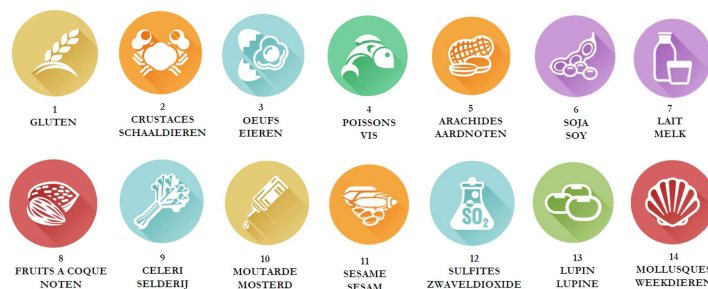 1
GLUTEN
2
CRUSTACES
SCHAALDIEREN
3
OEUFS
EIEREN
4
POISSONS
VIS
5
ARACHIDES
AARDNOTEN
6
SOJA
SOY
7
LAIT
MELK
8
FRUITS A COQUE
NOTEN
9
CELERI
SELDERIJ
10
MOUTARDE
MOSTERD
11
SESAME
SESAM
SO2
12
SULFITES
ZWAVELDIOXIDE
13
LUPIN
LUPINE
14
MOLLUSQUES
WEEKDIEREN